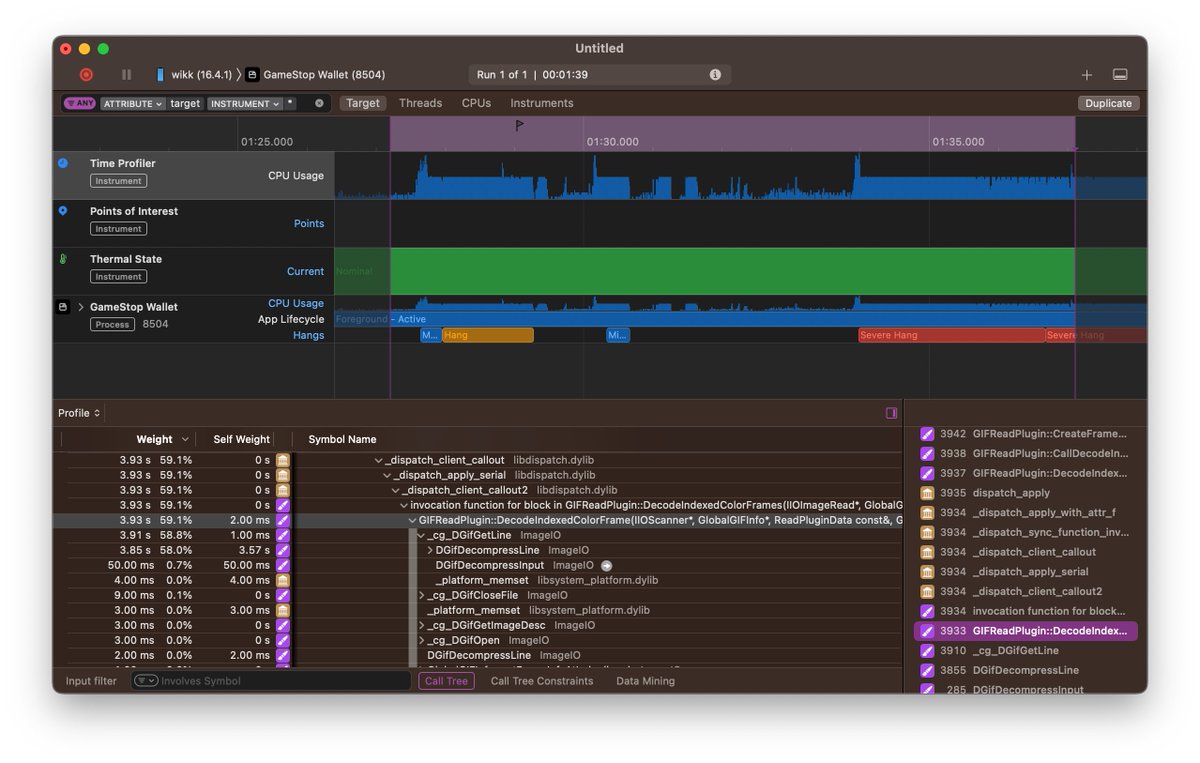 Untitled
wikk (16.4.1) 〉 GameStop Wallet (8504)
Run 1 of 1 | 00:01:39
ANY ATTRIBUTE target INSTRUMENT *
Target Threads CPUs Instruments
Duplicate
01:25.000 01:30.000 01:35.000
Time Profiler
Instrument
CPU Usage
Points of Interest
Instrument
Points
Thermal State
Instrument
Current
Nominal
GameStop Wallet
Process 8504
CPU Usage
App Lifecycle
Hangs
Foreground - Active
M... Hang Mi... Severe Hang Severe Hang
Profile
Weight Self Weight Symbol Name
3.93 s 59.1% 0 s _dispatch_client_callout libdispatch.dylib
3.93 s 59.1% 0 s _dispatch_apply_serial libdispatch.dylib
3.93 s 59.1% 0 s _dispatch_client_callout2 libdispatch.dylib
3.93 s 59.1% 0 s invocation function for block in GIFReadPlugin::DecodeIndexedColorFrames(IIOImageRead*, GlobalG
3.93 s 59.1% 2.00 ms GIFReadPlugin::DecodeIndexedColorFrame(IIOScanner*, GlobalGIFInfo*, ReadPluginData const&, G
3.91 s 58.8% 1.00 ms _cg_DGifGetLine ImageIO
3.85 s 58.0% 3.57 s DGifDecompressLine ImageIO
50.00 ms 0.7% 50.00 ms DGifDecompressInput ImageIO
4.00 ms 0.0% 4.00 ms _platform_memset libsystem_platform.dylib
9.00 ms 0.1% 0 s _cg_DGifCloseFile ImageIO
3.00 ms 0.0% 3.00 ms _platform_memset libsystem_platform.dylib
3.00 ms 0.0% 0 s _cg_DGifGetImageDesc ImageIO
3.00 ms 0.0% 0 s _cg_DGifOpen ImageIO
2.00 ms 0.0% 2.00 ms DGifDecompressLine ImageIO
3942 GIFReadPlugin::CreateFrame...
3938 GIFReadPlugin::CallDecodeIn...
3937 GIFReadPlugin::DecodeIndex...
3935 dispatch_apply
3934 _dispatch_apply_with_attr_f
3934 _dispatch_sync_function_inv...
3934 _dispatch_client_callout
3934 _dispatch_apply_serial
3934 _dispatch_client_callout2
3934 invocation function for block...
3933 GIFReadPlugin::DecodeIndex...
3910 _cg_DGifGetLine
3855 DGifDecompressLine
285 DGifDecompressInput
Input filter Involves Symbol Call Tree Call Tree Constraints Data Mining